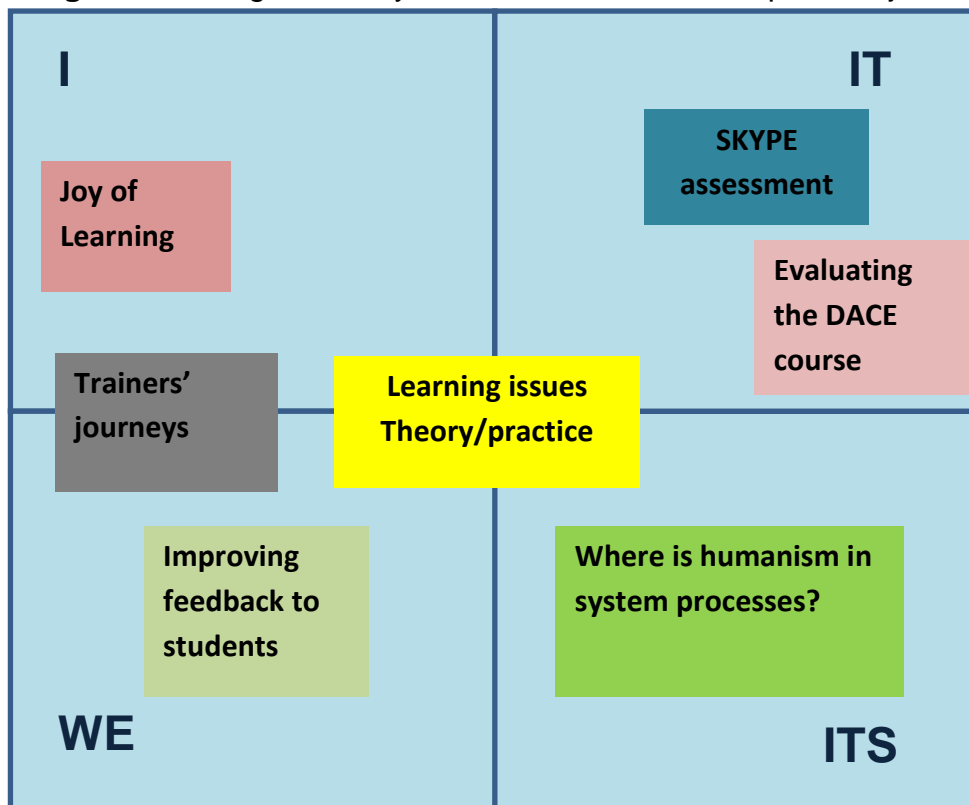 I
IT
SKYPE
assessment
Joy of
Learning
Evaluating
the DACE
course
Trainers’
journeys
Learning issues
Theory/practice
Improving
feedback to
students
Where is humanism in
system processes?
WE
ITS